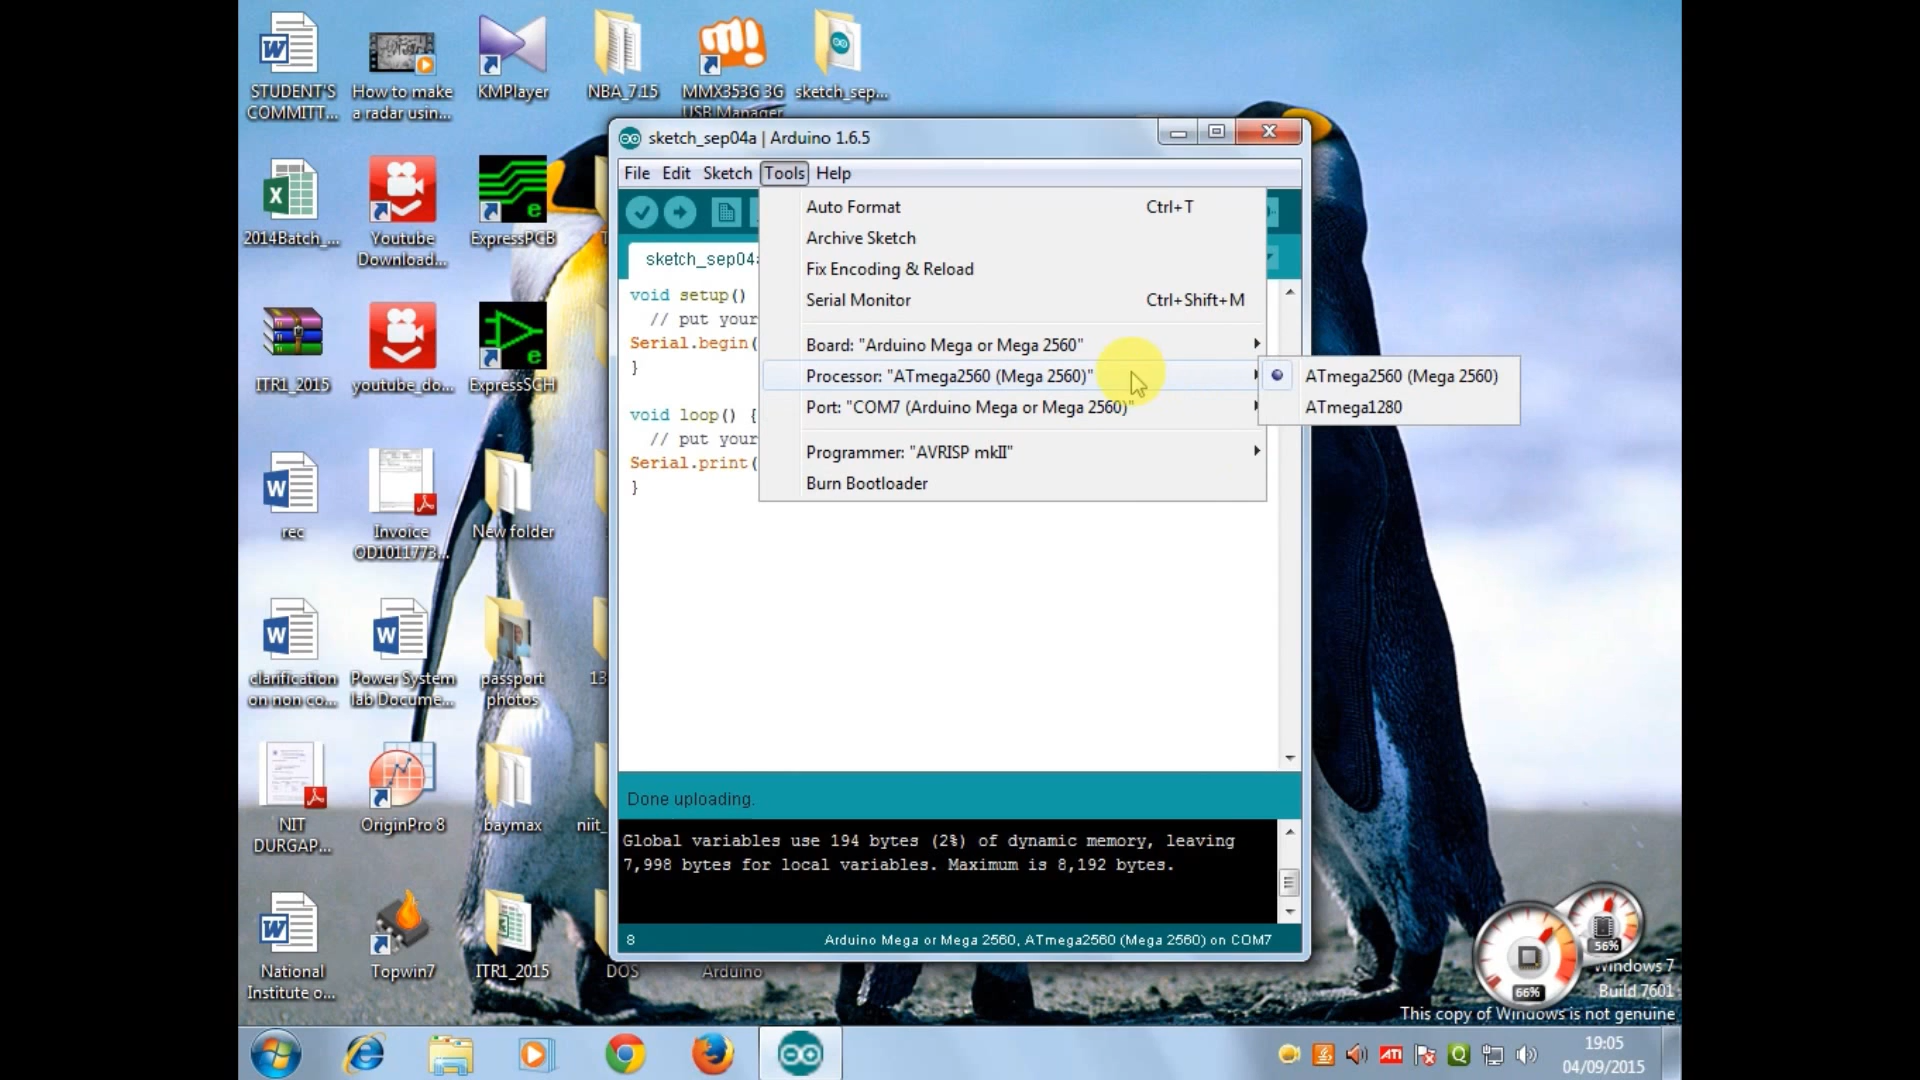 STUDENT'S
COMMITT...
How to make
a radar usin...
KMPlayer
NBA_7.15
MMX353G 3G
USB Manager
sketch_sep...
2014Batch_...
Youtube
Download...
ExpressPCB
ITR1_2015
youtube_do...
ExpressSCH
rec
Invoice
OD1011773...
New folder
clarification
on non co...
Power System
lab Docume...
passport
photos
13
NIT
DURGAP...
OriginPro 8
baymax
niit_
National
Institute o...
Topwin7
ITR1_2015
DOS
Arduino
sketch_sep04a | Arduino 1.6.5
File Edit Sketch Tools Help
sketch_sep04a
void setup()
// put your
Serial.begin(
}
void loop() {
// put your
Serial.print(
}
Auto Format Ctrl+T
Archive Sketch
Fix Encoding & Reload
Serial Monitor Ctrl+Shift+M
Board: "Arduino Mega or Mega 2560"
Processor: "ATmega2560 (Mega 2560)"
Port: "COM7 (Arduino Mega or Mega 2560)"
Programmer: "AVRISP mkII"
Burn Bootloader
ATmega2560 (Mega 2560)
ATmega1280
Done uploading.
Global variables use 194 bytes (2%) of dynamic memory, leaving
7,998 bytes for local variables. Maximum is 8,192 bytes.
8 Arduino Mega or Mega 2560, ATmega2560 (Mega 2560) on COM7
56%
66%
Windows 7
Build 7601
This copy of Windows is not genuine
ATI
19:05
04/09/2015